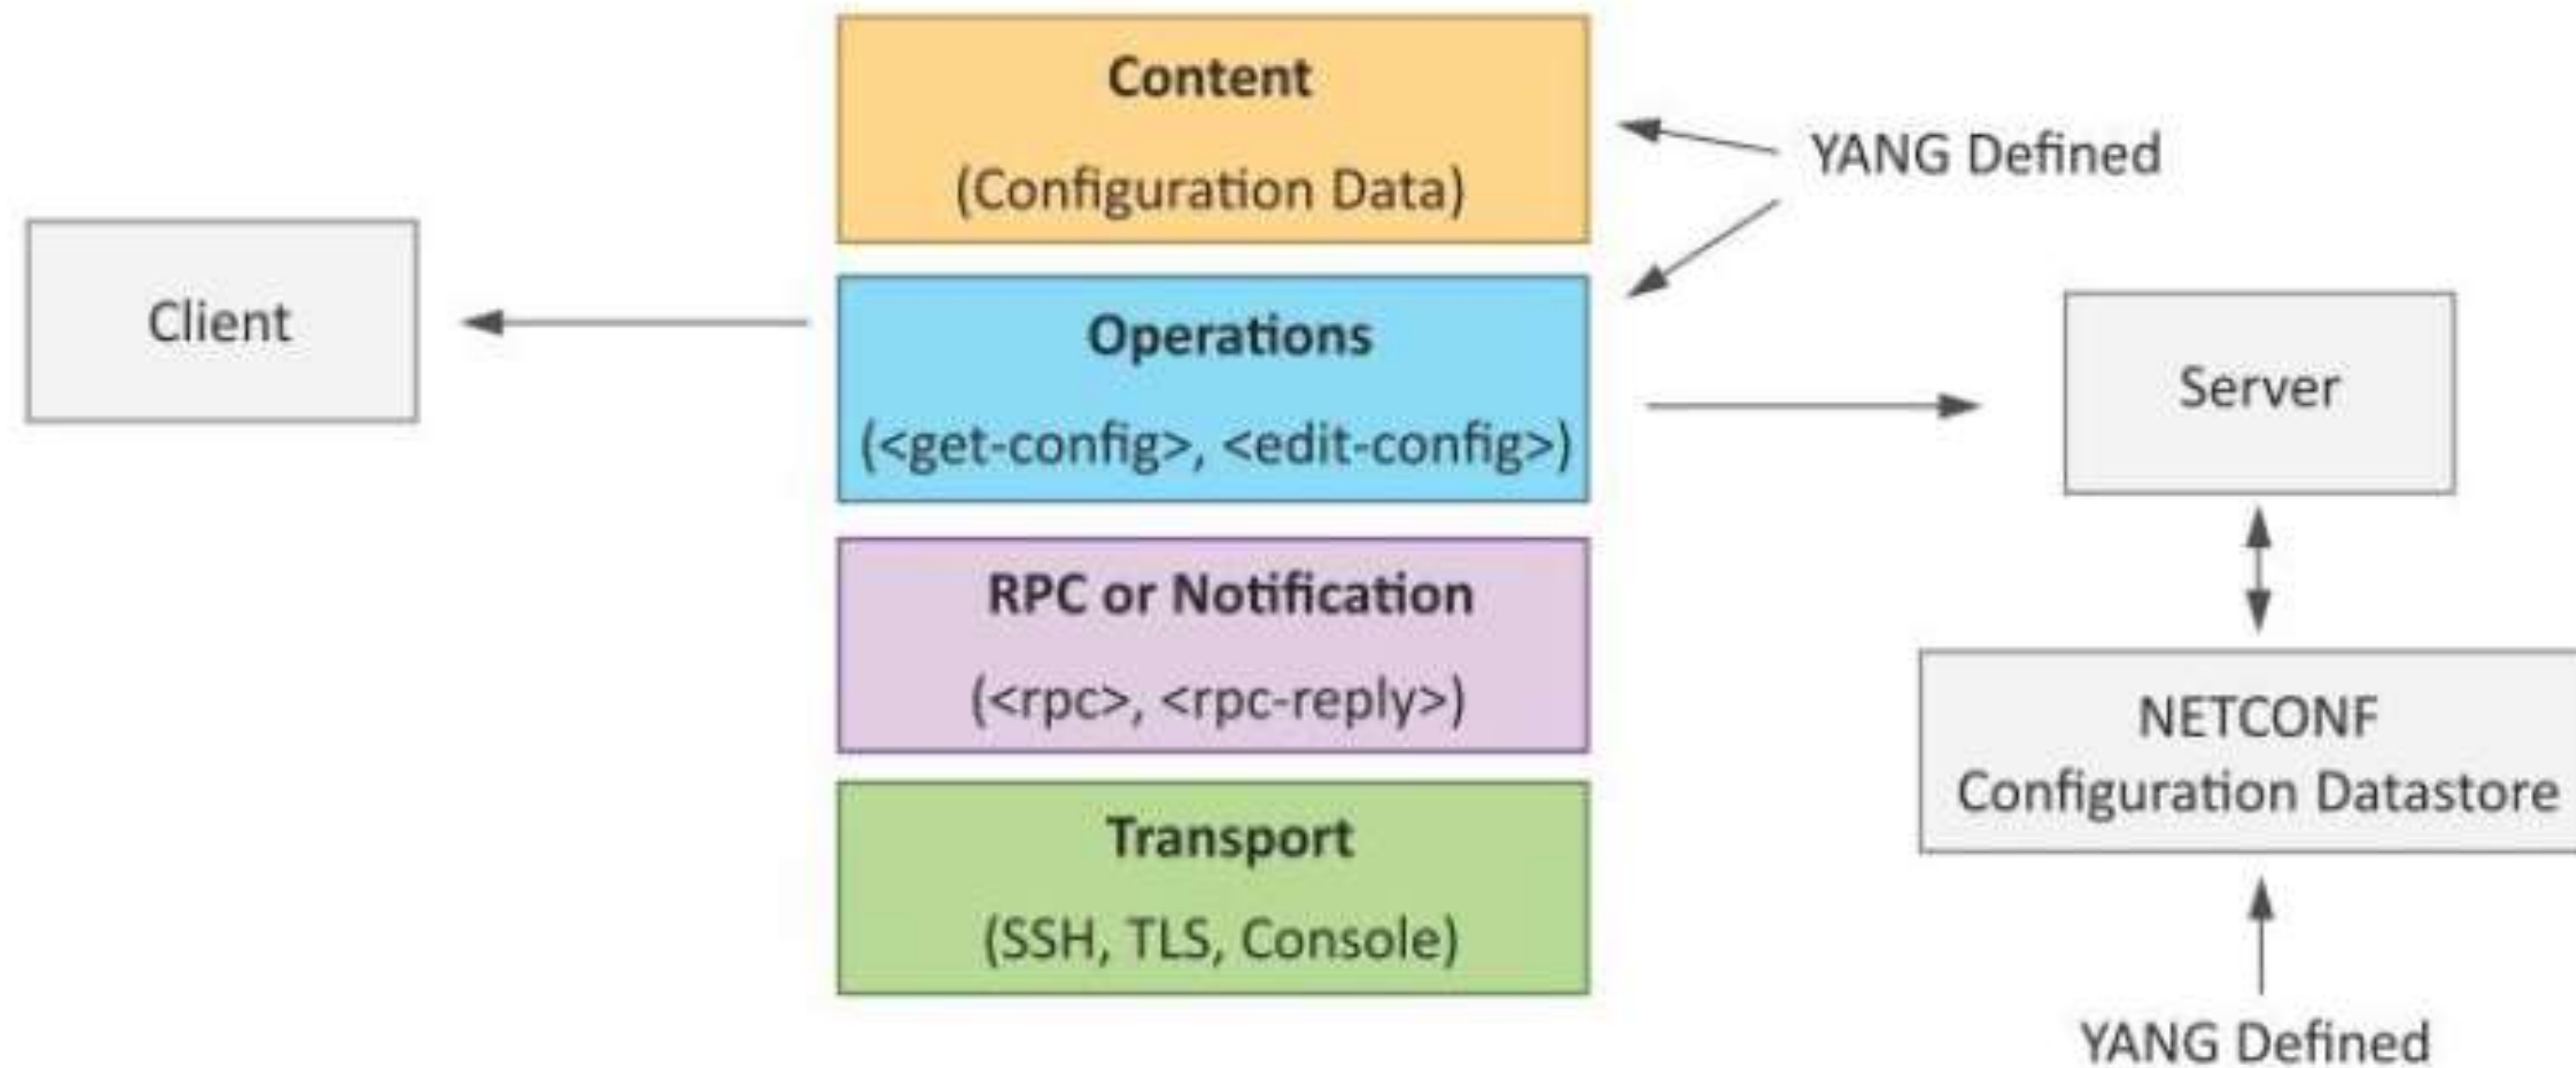 Content
(Configuration Data)
YANG Defined
Client
Operations
(<get-config>, <edit-config>)
Server
RPC or Notification
(<rpc>, <rpc-reply>)
NETCONF
Configuration Datastore
Transport
(SSH, TLS, Console)
YANG Defined